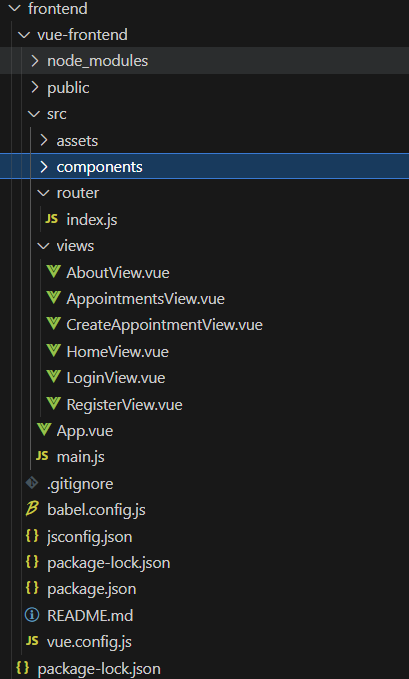 frontend
vue-frontend
node_modules
public
src
assets
components
router
JS index.js
views
AboutView.vue
AppointmentsView.vue
CreateAppointmentView.vue
HomeView.vue
LoginView.vue
RegisterView.vue
App.vue
JS main.js
.gitignore
babel.config.js
{} jsconfig.json
{} package-lock.json
{} package.json
README.md
JS vue.config.js
{} package-lock.json